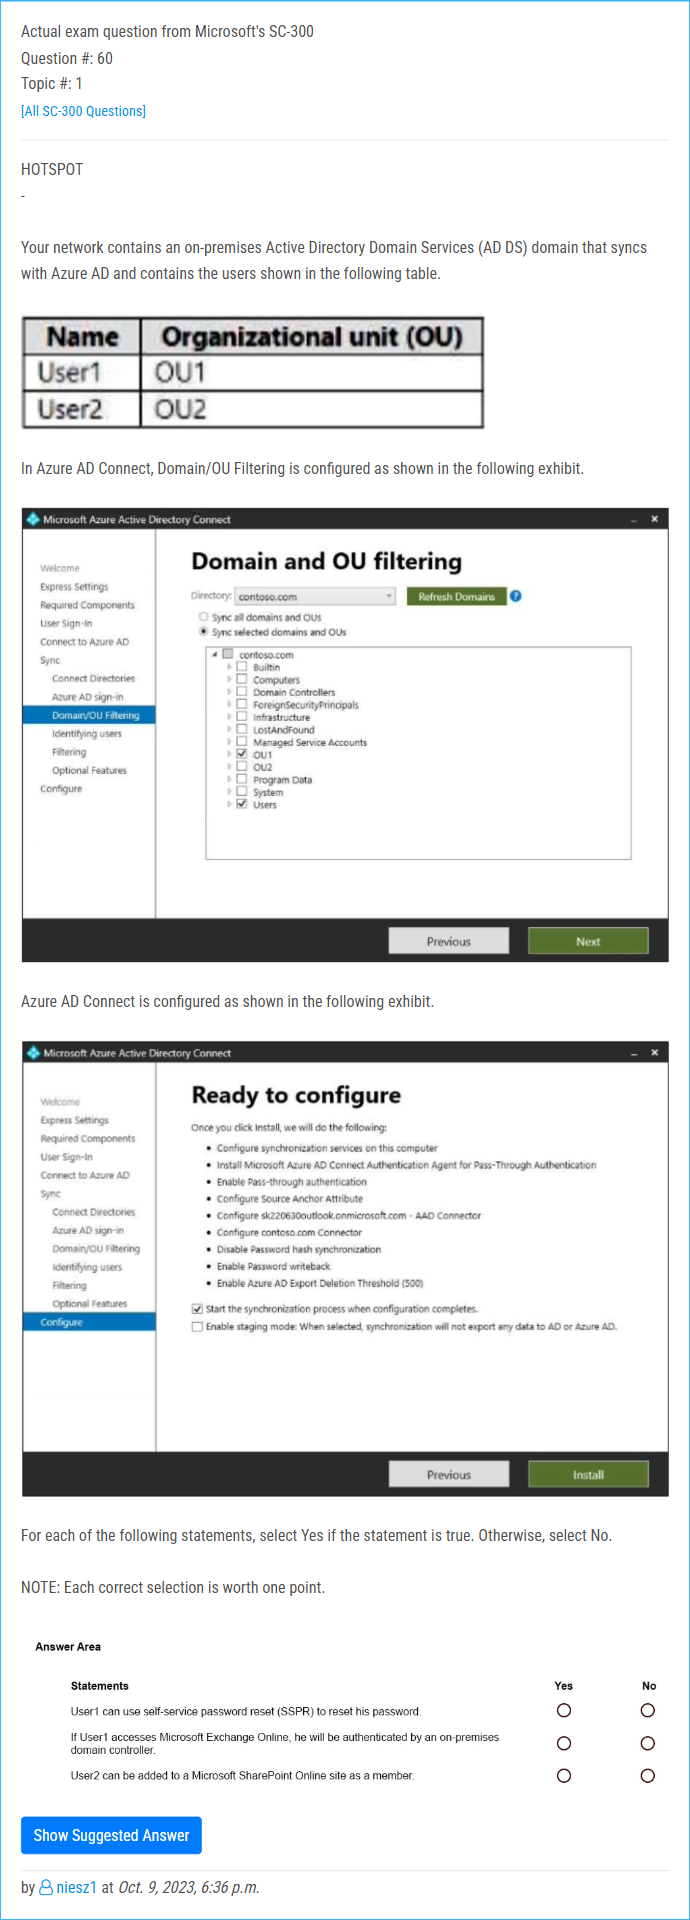 Actual exam question from Microsoft's SC-300
Question #: 60
Topic #: 1
[All SC-300 Questions]
HOTSPOT
-
Your network contains an on-premises Active Directory Domain Services (AD DS) domain that syncs
with Azure AD and contains the users shown in the following table.
Name Organizational unit (OU)
User1 OU1
User2 OU2
In Azure AD Connect, Domain/OU Filtering is configured as shown in the following exhibit.
Microsoft Azure Active Directory Connect
Welcome
Express Settings
Required Components
User Sign-In
Connect to Azure AD
Sync
Connect Directories
Azure AD sign-in
Domain/OU Filtering
Identifying users
Filtering
Optional Features
Configure
Domain and OU filtering
Directory: contoso.com Refresh Domains ?
Sync all domains and OUs
Sync selected domains and OUs
contoso.com
Builtin
Computers
Domain Controllers
ForeignSecurityPrincipals
Infrastructure
LostAndFound
Managed Service Accounts
OU1
OU2
Program Data
System
Users
Previous Next
Azure AD Connect is configured as shown in the following exhibit.
Microsoft Azure Active Directory Connect
Welcome
Express Settings
Required Components
User Sign-In
Connect to Azure AD
Sync
Connect Directories
Azure AD sign-in
Domain/OU Filtering
Identifying users
Filtering
Optional Features
Configure
Ready to configure
Once you click Install, we will do the following:
• Configure synchronization services on this computer
• Install Microsoft Azure AD Connect Authentication Agent for Pass-Through Authentication
• Enable Pass-through authentication
• Configure Source Anchor Attribute
• Configure sk220630outlook.onmicrosoft.com - AAD Connector
• Configure contoso.com Connector
• Disable Password hash synchronization
• Enable Password writeback
• Enable Azure AD Export Deletion Threshold (500)
Start the synchronization process when configuration completes.
Enable staging mode: When selected, synchronization will not export any data to AD or Azure AD.
Previous Install
For each of the following statements, select Yes if the statement is true. Otherwise, select No.
NOTE: Each correct selection is worth one point.
Answer Area
Statements Yes No
User1 can use self-service password reset (SSPR) to reset his password.
If User1 accesses Microsoft Exchange Online, he will be authenticated by an on-premises
domain controller.
User2 can be added to a Microsoft SharePoint Online site as a member.
Show Suggested Answer
by niesz1 at Oct. 9, 2023, 6:36 p.m.